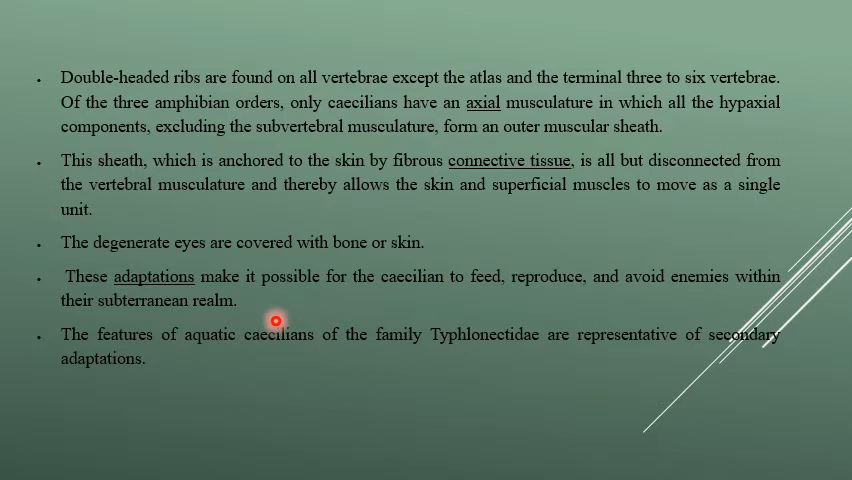 Double-headed ribs are found on all vertebrae except the atlas and the terminal three to six vertebrae.
Of the three amphibian orders, only caecilians have an axial musculature in which all the hypaxial
components, excluding the subvertebral musculature, form an outer muscular sheath.
This sheath, which is anchored to the skin by fibrous connective tissue, is all but disconnected from
the vertebral musculature and thereby allows the skin and superficial muscles to move as a single
unit.
The degenerate eyes are covered with bone or skin.
These adaptations make it possible for the caecilian to feed, reproduce, and avoid enemies within
their subterranean realm.
The features of aquatic caecilians of the family Typhlonectidae are representative of secondary
adaptations.